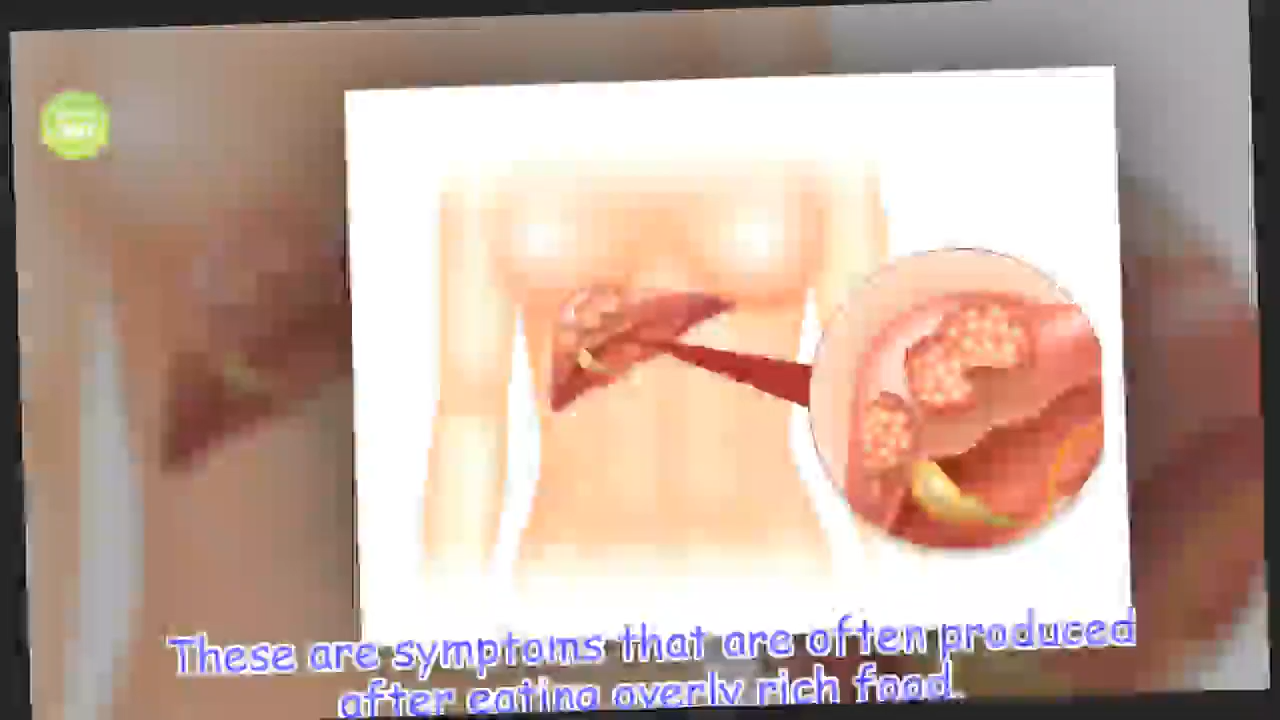 These are symptoms that are often produced
after eating overly rich food.